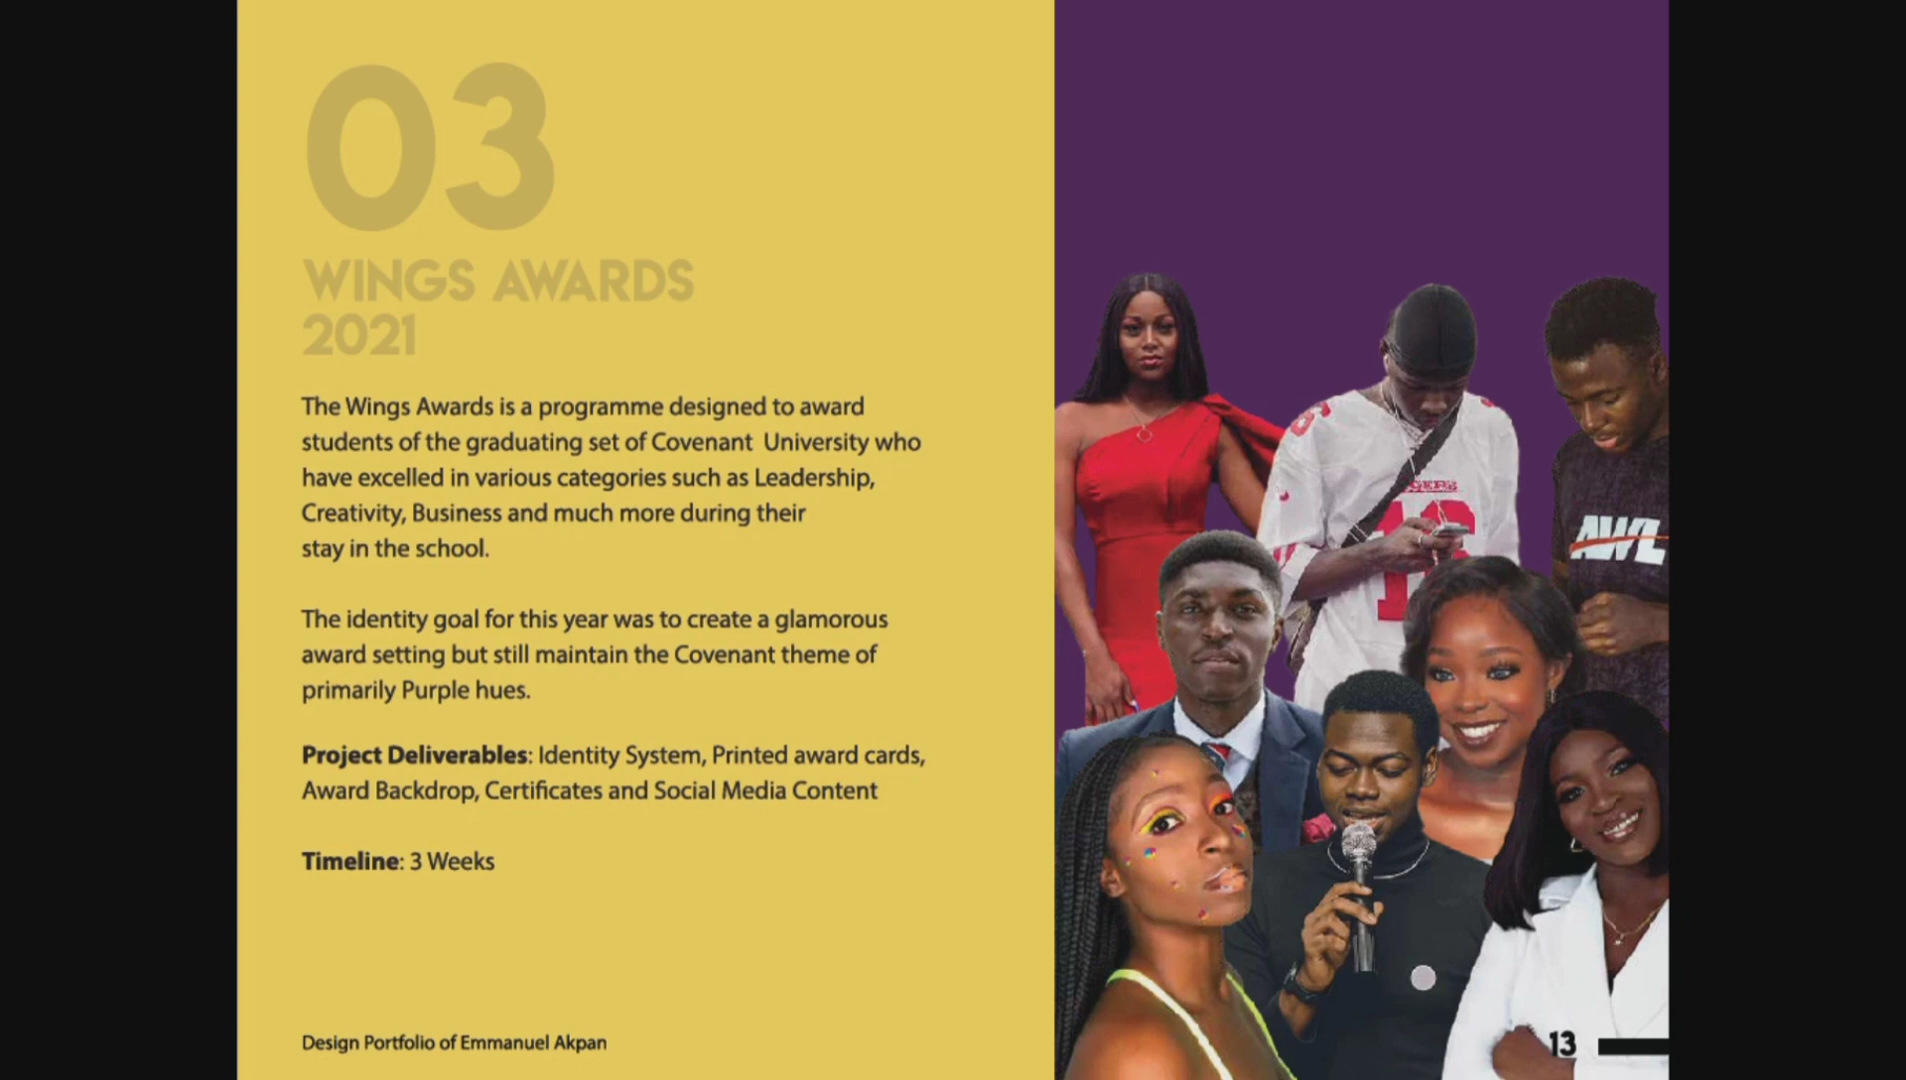 03
WINGS AWARDS
2021
The Wings Awards is a programme designed to award
students of the graduating set of Covenant University who
have excelled in various categories such as Leadership,
Creativity, Business and much more during their
stay in the school.
The identity goal for this year was to create a glamorous
award setting but still maintain the Covenant theme of
primarily Purple hues.
Project Deliverables: Identity System, Printed award cards,
Award Backdrop, Certificates and Social Media Content
Timeline: 3 Weeks
Design Portfolio of Emmanuel Akpan
AWL
13